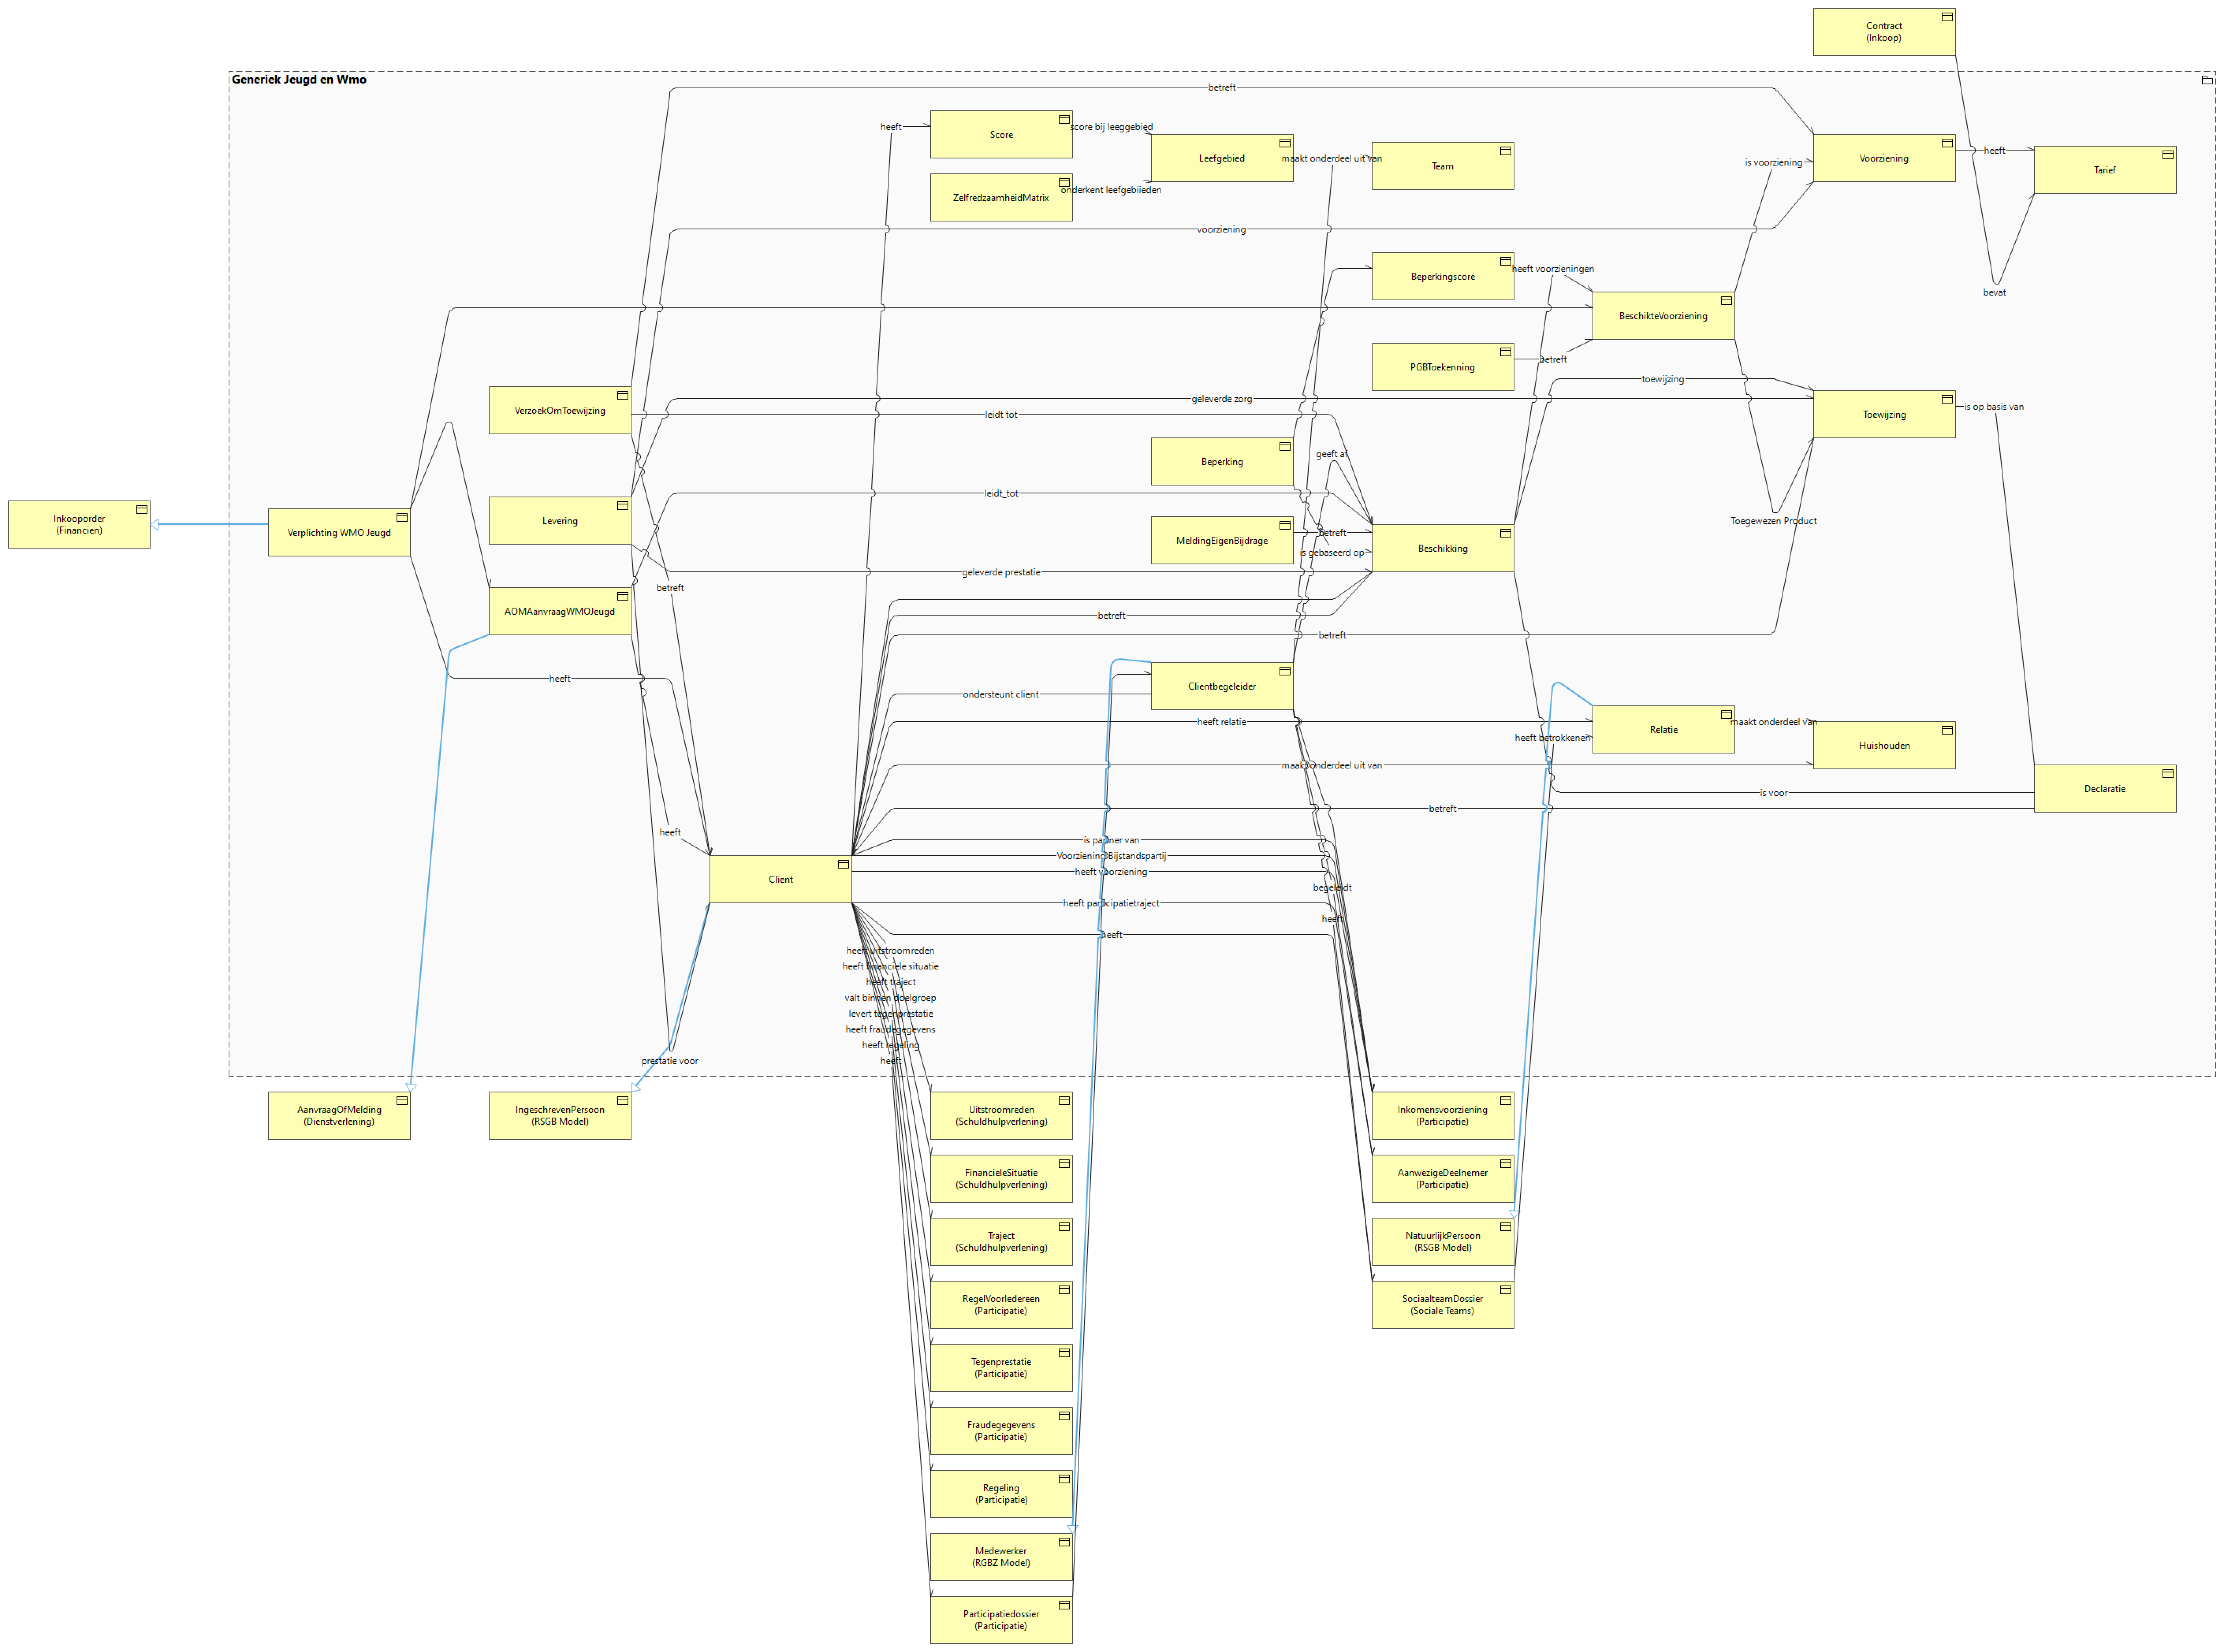 Contract
(Inkoop)
Generiek Jeugd en Wmo
betreft
heeft
Score
score bij leeggebied
Leefgebied
maakt onderdeel uit van
Team
is voorziening
Voorziening
heeft
Tarief
ZelfredzaamheidMatrix
onderkent leefgebiieden
voorziening
Beperkingscore
heeft voorzieningen
bevat
BeschikteVoorziening
PGBToekenning
betreft
toewijzing
VerzoekOmToewijzing
geleverde zorg
leidt tot
Toewijzing
is op basis van
Beperking
geeft af
leidt_tot
Levering
Toegewezen Product
Inkooporder
(Financien)
Verplichting WMO Jeugd
MeldingEigenBijdrage
betreft
is gebaseerd op
Beschikking
geleverde prestatie
betreft
AOMAanvraagWMOJeugd
betreft
betreft
heeft
Clientbegeleider
ondersteunt client
heeft relatie
Relatie
maakt onderdeel van
heeft betrokkenen
Huishouden
maakt onderdeel uit van
is voor
Declaratie
betreft
heeft
is partner van
Voorziening Bijstandspartij
heeft voorziening
Client
begeleidt
heeft participatietraject
heeft
heeft
heeft uitstroomreden
heeft financiele situatie
heeft traject
valt binnen doelgroep
levert tegenprestatie
heeft fraudegegevens
heeft regeling
heeft
prestatie voor
AanvraagOfMelding
(Dienstverlening)
IngeschrevenPersoon
(RSGB Model)
Uitstroomreden
(Schuldhulpverlening)
Inkomensvoorziening
(Participatie)
FinancieleSituatie
(Schuldhulpverlening)
AanwezigeDeelnemer
(Participatie)
Traject
(Schuldhulpverlening)
NatuurlijkPersoon
(RSGB Model)
RegelVoorIedereen
(Participatie)
SociaalteamDossier
(Sociale Teams)
Tegenprestatie
(Participatie)
Fraudegegevens
(Participatie)
Regeling
(Participatie)
Medewerker
(RGBZ Model)
Participatiedossier
(Participatie)